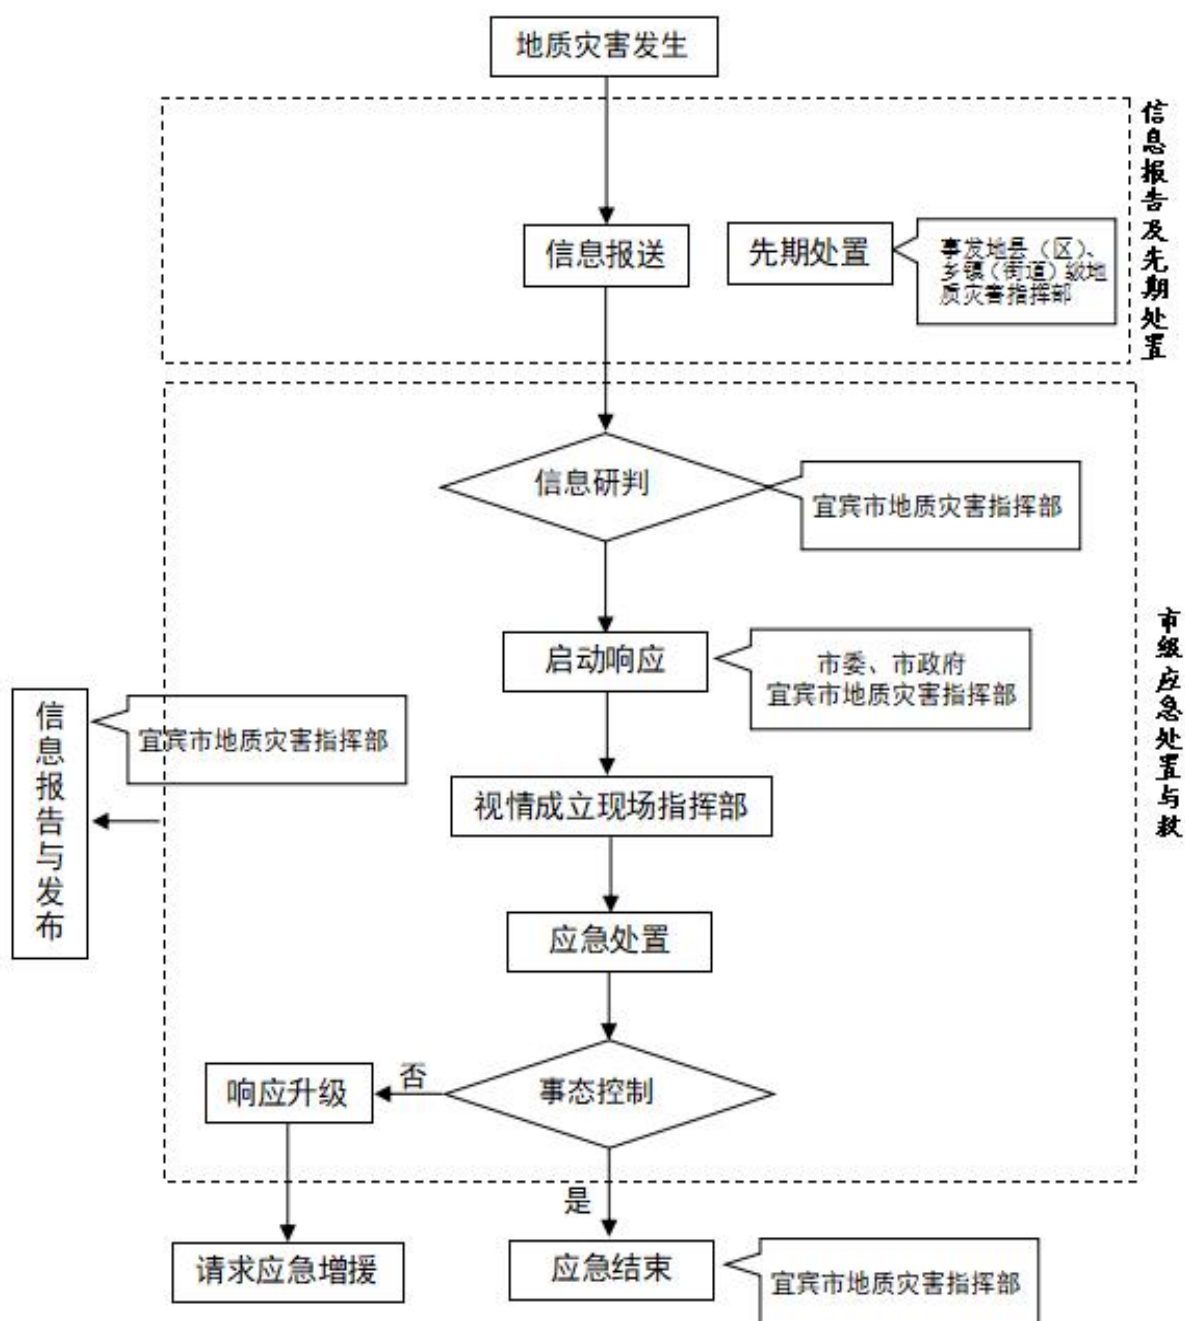 地质灾害发生
信息报告及先期处置
信息报送
先期处置
事发地县（区）、
乡镇（街道）级地
质灾害指挥部
信息研判
宜宾市地质灾害指挥部
市级应急处置与救
启动响应
市委、市政府
宜宾市地质灾害指挥部
信息报告与发布
宜宾市地质灾害指挥部
视情成立现场指挥部
应急处置
事态控制
否
响应升级
是
请求应急增援
应急结束
宜宾市地质灾害指挥部